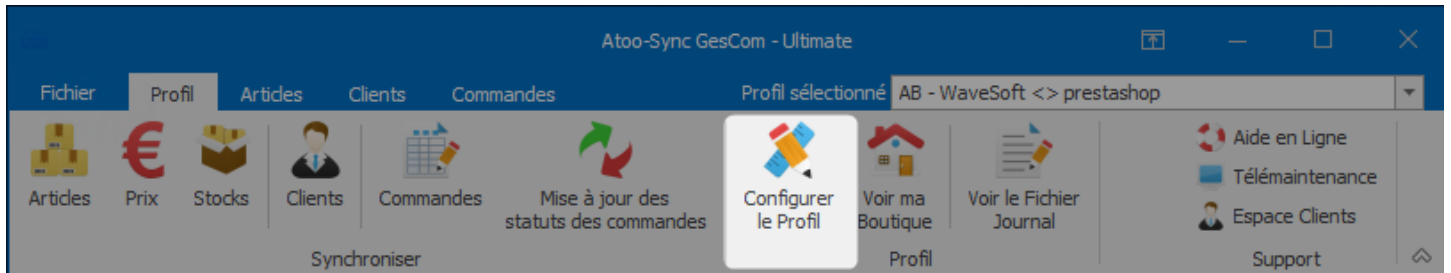 Atoo-Sync GesCom - Ultimate
Fichier Profil Articles Clients Commandes Profil sélectionné AB - WaveSoft <> prestashop
Articles Prix Stocks Clients Commandes Mise à jour des statuts des commandes Configurer le Profil Voir ma Boutique Voir le Fichier Journal
Aide en Ligne
Télémaintenance
Espace Clients
Synchroniser Profil Support